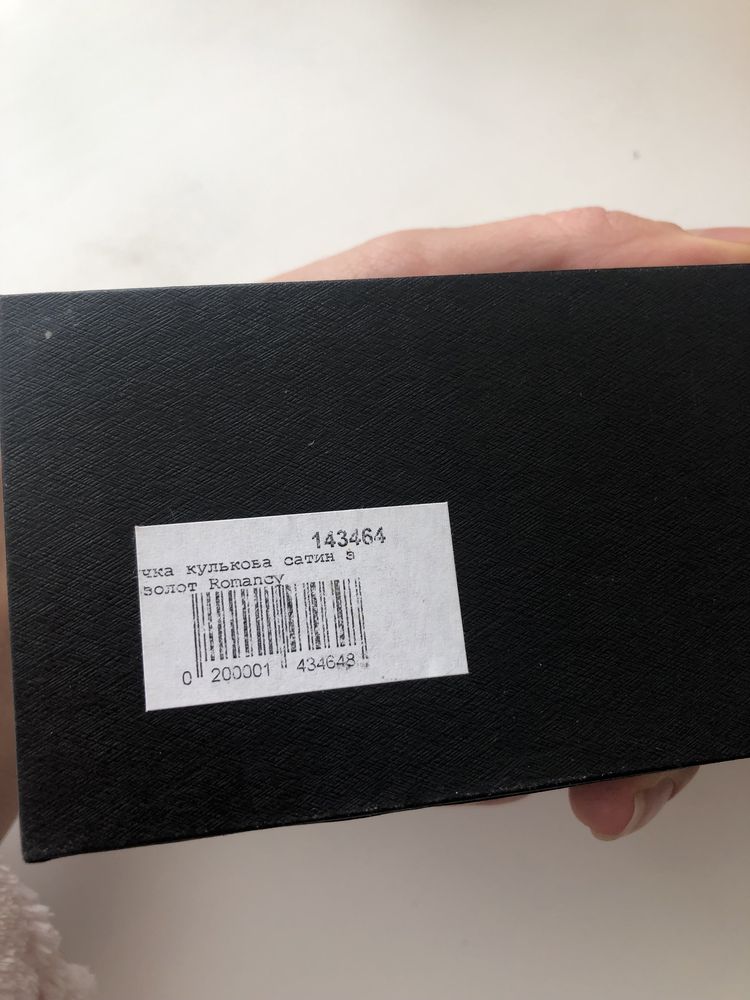 143464
чка кулькова сатин з
золот Romancy
0 200001 434648